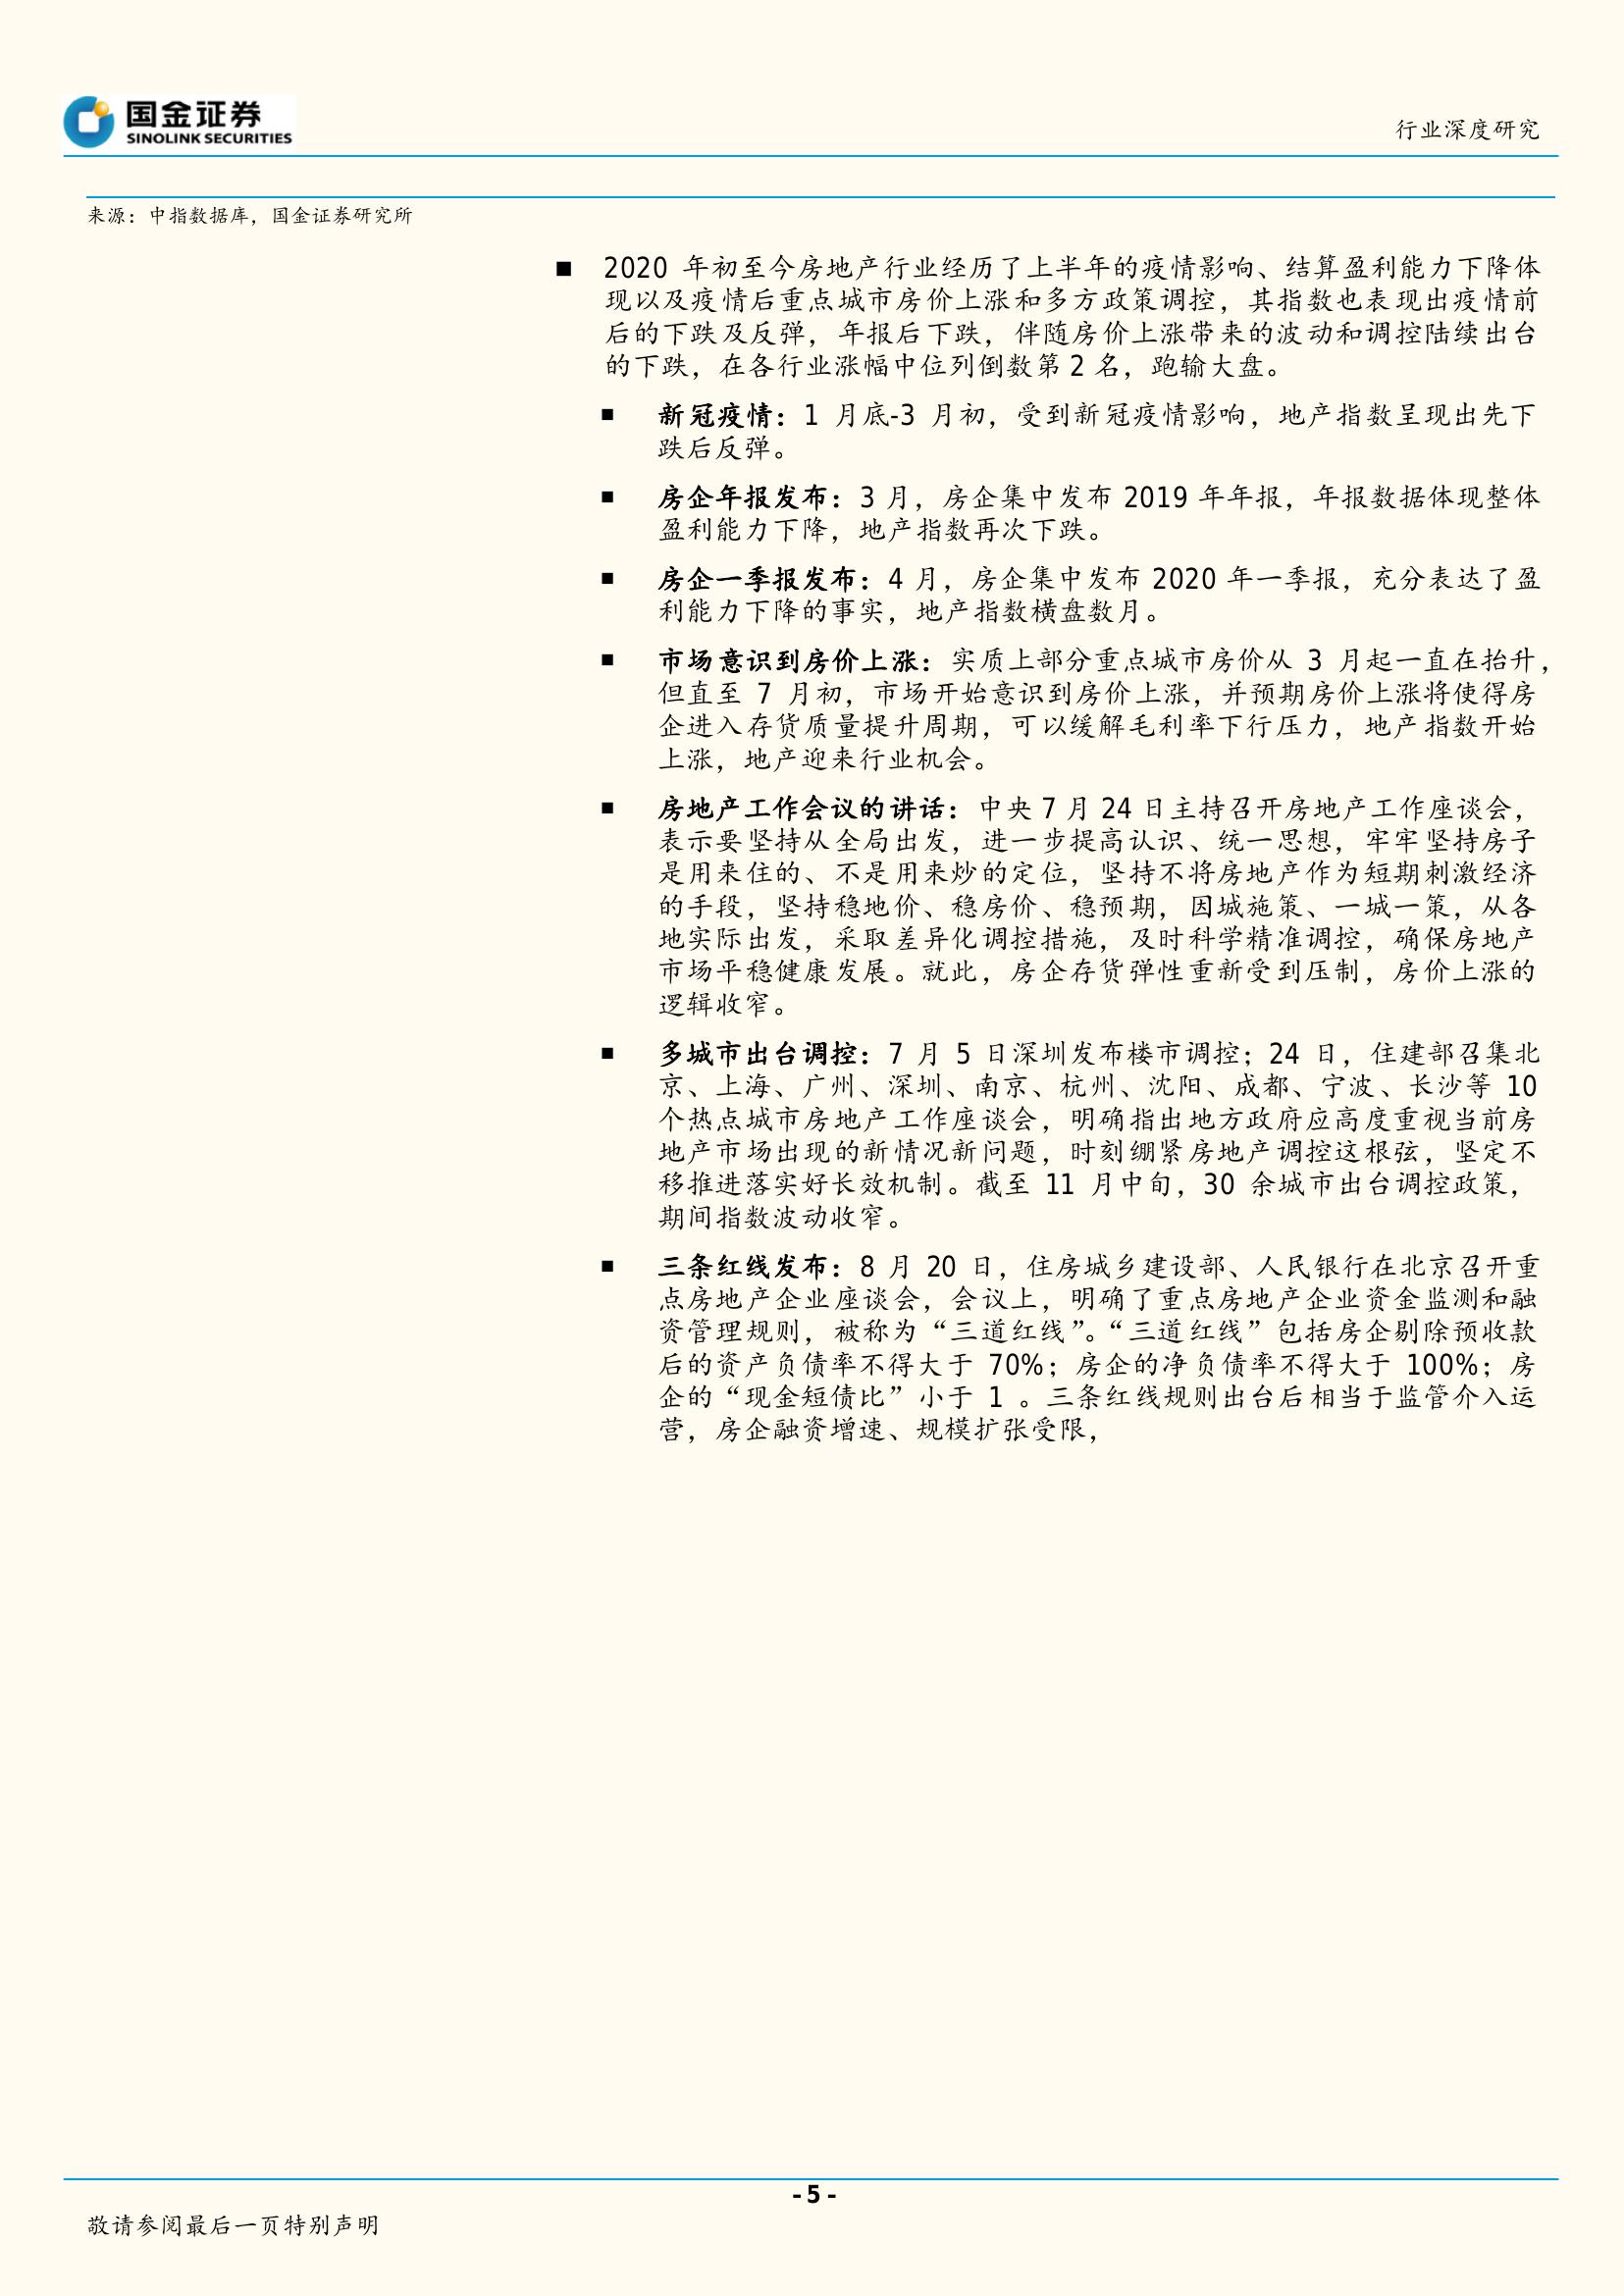 国金证券
SINOLINK SECURITIES
行业深度研究
来源：中指数据库，国金证券研究所
■ 2020 年初至今房地产行业经历了上半年的疫情影响、结算盈利能力下降体
现以及疫情后重点城市房价上涨和多方政策调控，其指数也表现出疫情前
后的下跌及反弹，年报后下跌，伴随房价上涨带来的波动和调控陆续出台
的下跌，在各行业涨幅中位列倒数第 2 名，跑输大盘。
■ 新冠疫情：1 月底-3 月初，受到新冠疫情影响，地产指数呈现出先下
跌后反弹。
■ 房企年报发布：3 月，房企集中发布 2019 年年报，年报数据体现整体
盈利能力下降，地产指数再次下跌。
■ 房企一季报发布：4 月，房企集中发布 2020 年一季报，充分表达了盈
利能力下降的事实，地产指数横盘数月。
■ 市场意识到房价上涨：实质上部分重点城市房价从 3 月起一直在抬升，
但直至 7 月初，市场开始意识到房价上涨，并预期房价上涨将使得房
企进入存货质量提升周期，可以缓解毛利率下行压力，地产指数开始
上涨，地产迎来行业机会。
■ 房地产工作会议的讲话：中央 7 月 24 日主持召开房地产工作座谈会，
表示要坚持从全局出发，进一步提高认识、统一思想，牢牢坚持房子
是用来住的、不是用来炒的定位，坚持不将房地产作为短期刺激经济
的手段，坚持稳地价、稳房价、稳预期，因城施策、一城一策，从各
地实际出发，采取差异化调控措施，及时科学精准调控，确保房地产
市场平稳健康发展。就此，房企存货弹性重新受到压制，房价上涨的
逻辑收窄。
■ 多城市出台调控：7 月 5 日深圳发布楼市调控；24 日，住建部召集北
京、上海、广州、深圳、南京、杭州、沈阳、成都、宁波、长沙等 10
个热点城市房地产工作座谈会，明确指出地方政府应高度重视当前房
地产市场出现的新情况新问题，时刻绷紧房地产调控这根弦，坚定不
移推进落实好长效机制。截至 11 月中旬，30 余城市出台调控政策，
期间指数波动收窄。
■ 三条红线发布：8 月 20 日，住房城乡建设部、人民银行在北京召开重
点房地产企业座谈会，会议上，明确了重点房地产企业资金监测和融
资管理规则，被称为“三道红线”。“三道红线”包括房企剔除预收款
后的资产负债率不得大于 70%；房企的净负债率不得大于 100%；房
企的“现金短债比”小于 1 。三条红线规则出台后相当于监管介入运
营，房企融资增速、规模扩张受限，
- 5 -
敬请参阅最后一页特别声明